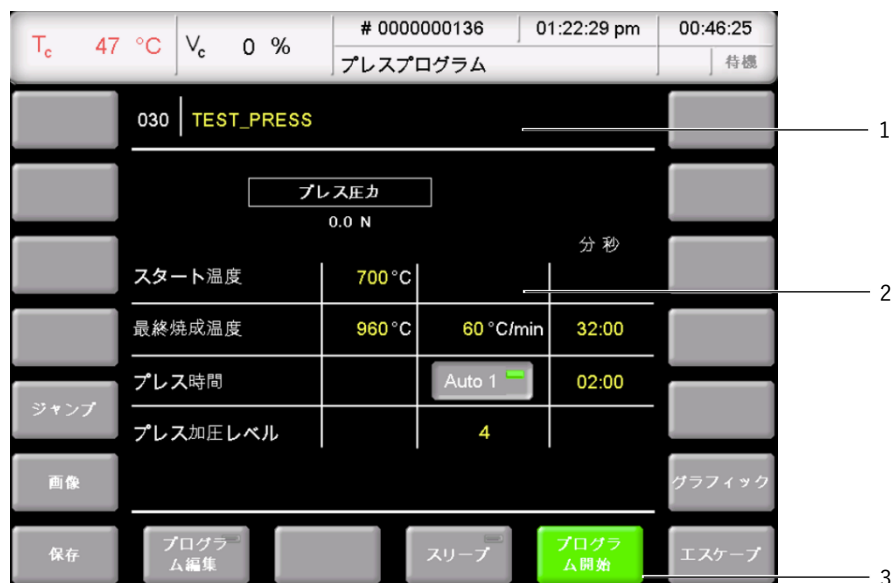 Tc 47 °C
Vc 0 %
# 0000000136
01:22:29 pm
00:46:25
プレスプログラム
待機
030 TEST_PRESS
1
プレス圧力
0.0 N
分 秒
スタート温度 700 °C
2
最終焼成温度 960 °C 60 °C/min 32:00
プレス時間 Auto 1 02:00
ジャンプ
プレス加圧レベル 4
画像
グラフィック
保存
プログラ
ム編集
スリープ
プログラ
ム開始
エスケープ
3